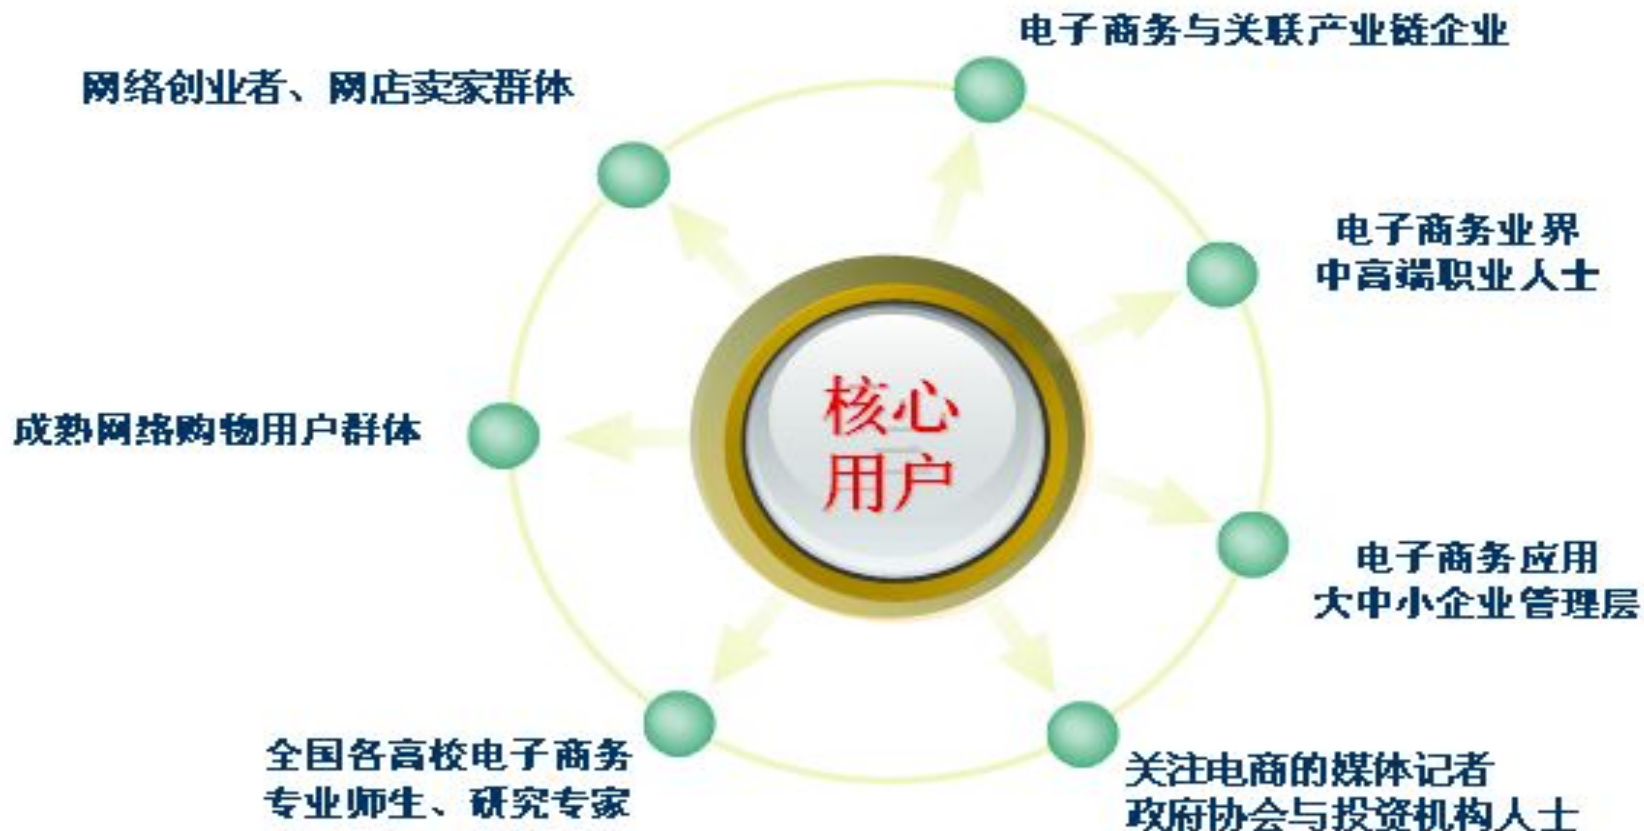 电子商务与关联产业链企业
网络创业者、网店卖家群体
电子商务业界
中高端职业人士
核心
用户
成熟网络购物用户群体
电子商务应用
大中小企业管理层
全国各高校电子商务
专业师生、研究专家
关注电商的媒体记者
政府协会与投资机构人士